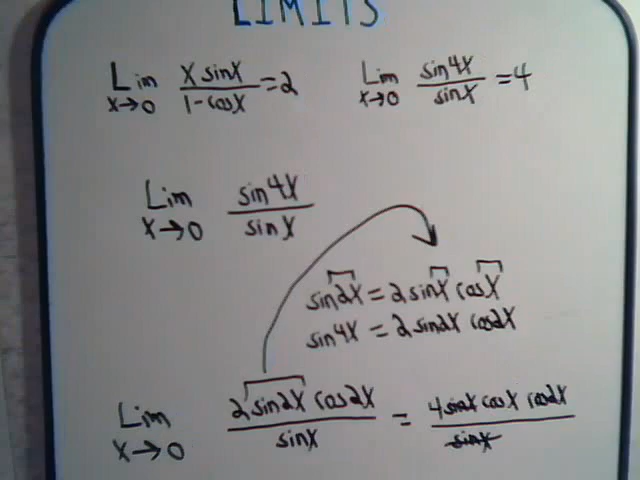 LIMITS
Lim x→0 x sinx / 1-cosx = 2
Lim x→0 sin4x / sinx = 4
Lim x→0 sin4x / sinx
sin2x = 2 sinx cosx
sin4x = 2 sin2x cos2x
Lim x→0 2 sin2x cos2x / sinx = 4 sinx cosx cos2x / sinx